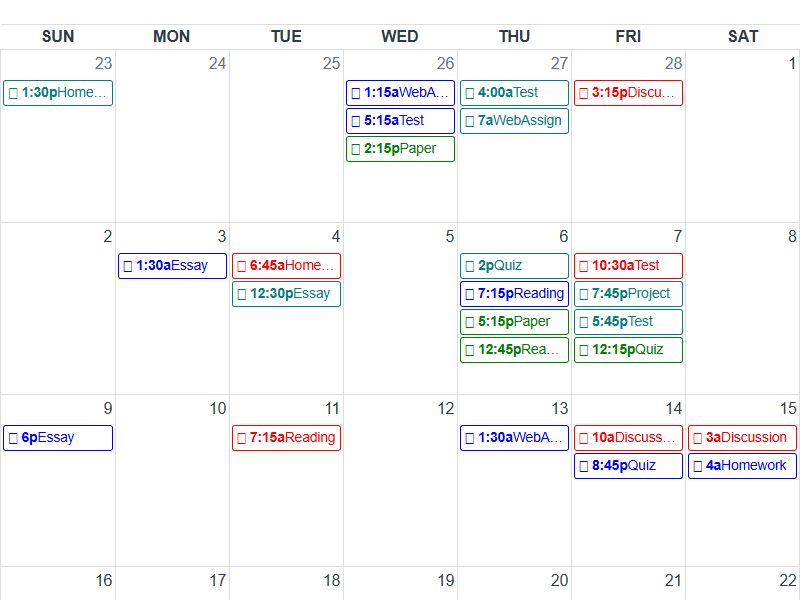 SUN MON TUE WED THU FRI SAT
23 24 25 26 27 28 1
1:30pHome… 1:15aWebA… 4:00aTest 3:15pDiscu…
5:15aTest 7aWebAssign
2:15pPaper
2 3 4 5 6 7 8
1:30aEssay 6:45aHome… 2pQuiz 10:30aTest
12:30pEssay 7:15pReading 7:45pProject
5:15pPaper 5:45pTest
12:45pRea… 12:15pQuiz
9 10 11 12 13 14 15
6pEssay 7:15aReading 1:30aWebA… 10aDiscuss… 3aDiscussion
8:45pQuiz 4aHomework
16 17 18 19 20 21 22